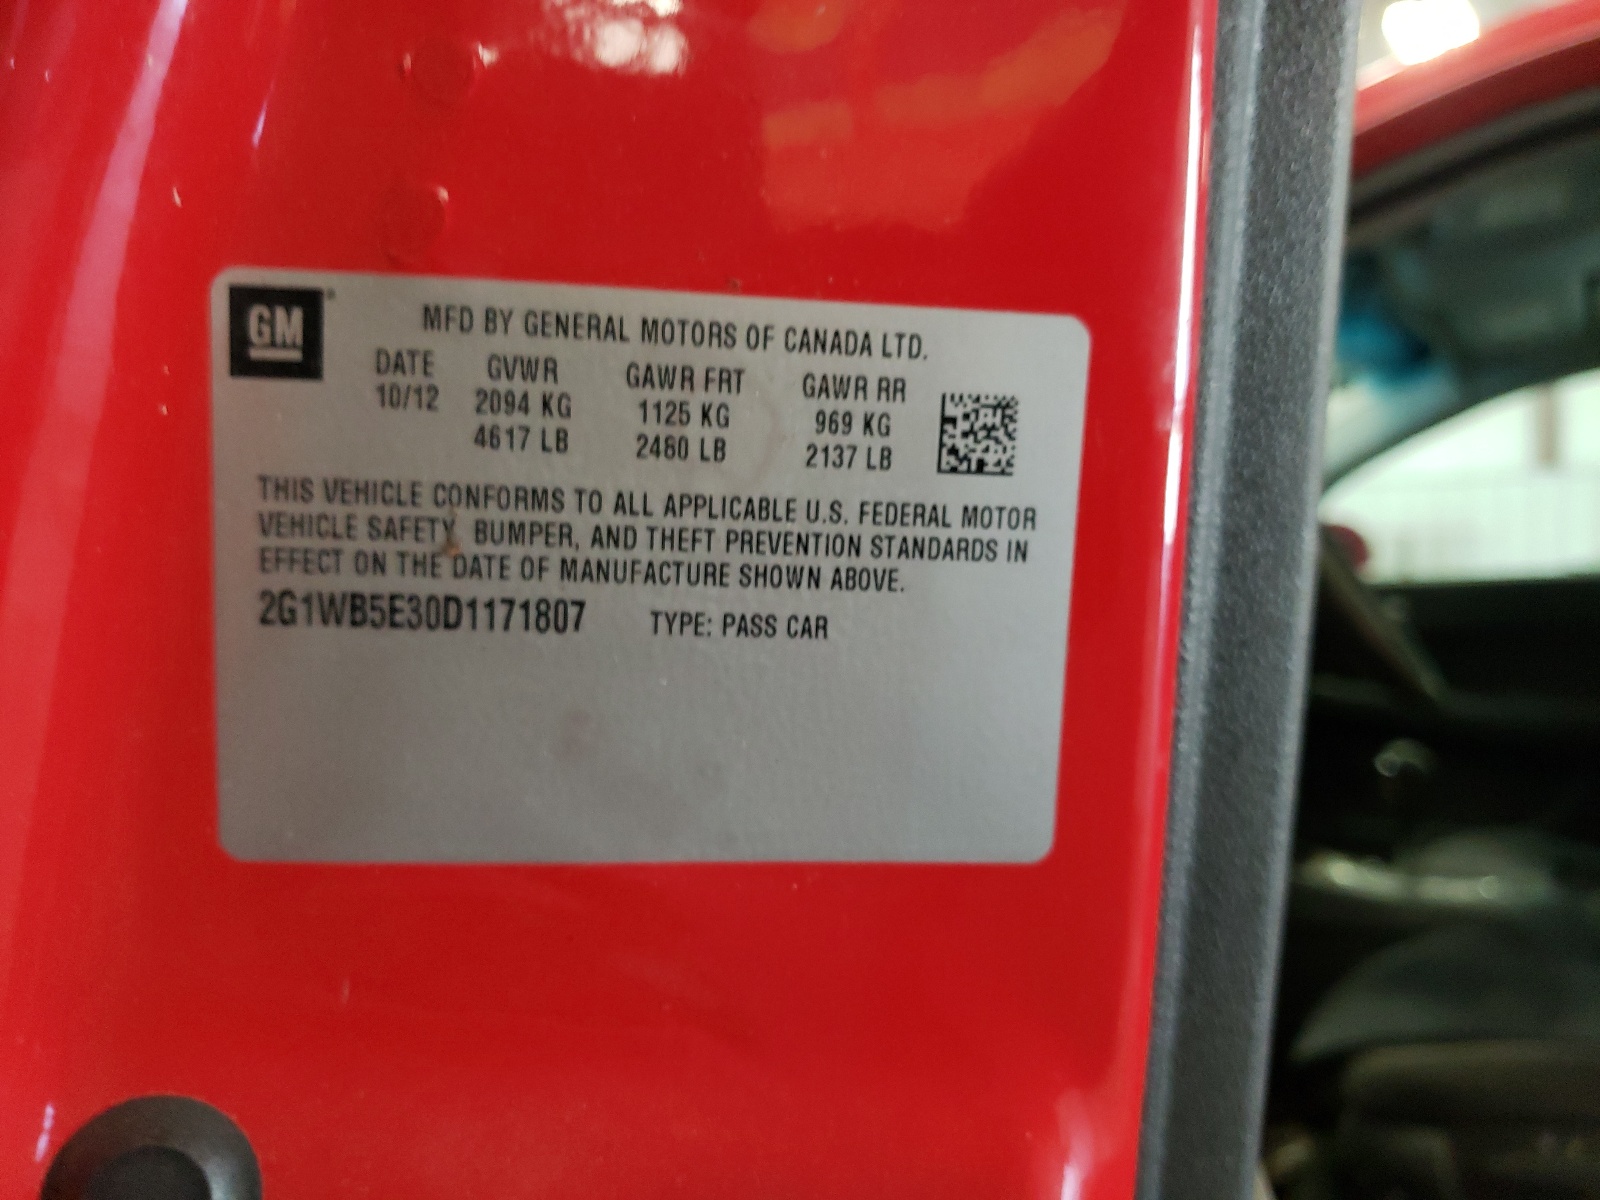 GM
MFD BY GENERAL MOTORS OF CANADA LTD.
DATE GVWR GAWR FRT GAWR RR
10/12 2094 KG 1125 KG 969 KG
4617 LB 2480 LB 2137 LB
THIS VEHICLE CONFORMS TO ALL APPLICABLE U.S. FEDERAL MOTOR
VEHICLE SAFETY, BUMPER, AND THEFT PREVENTION STANDARDS IN
EFFECT ON THE DATE OF MANUFACTURE SHOWN ABOVE.
2G1WB5E30D1171807 TYPE: PASS CAR